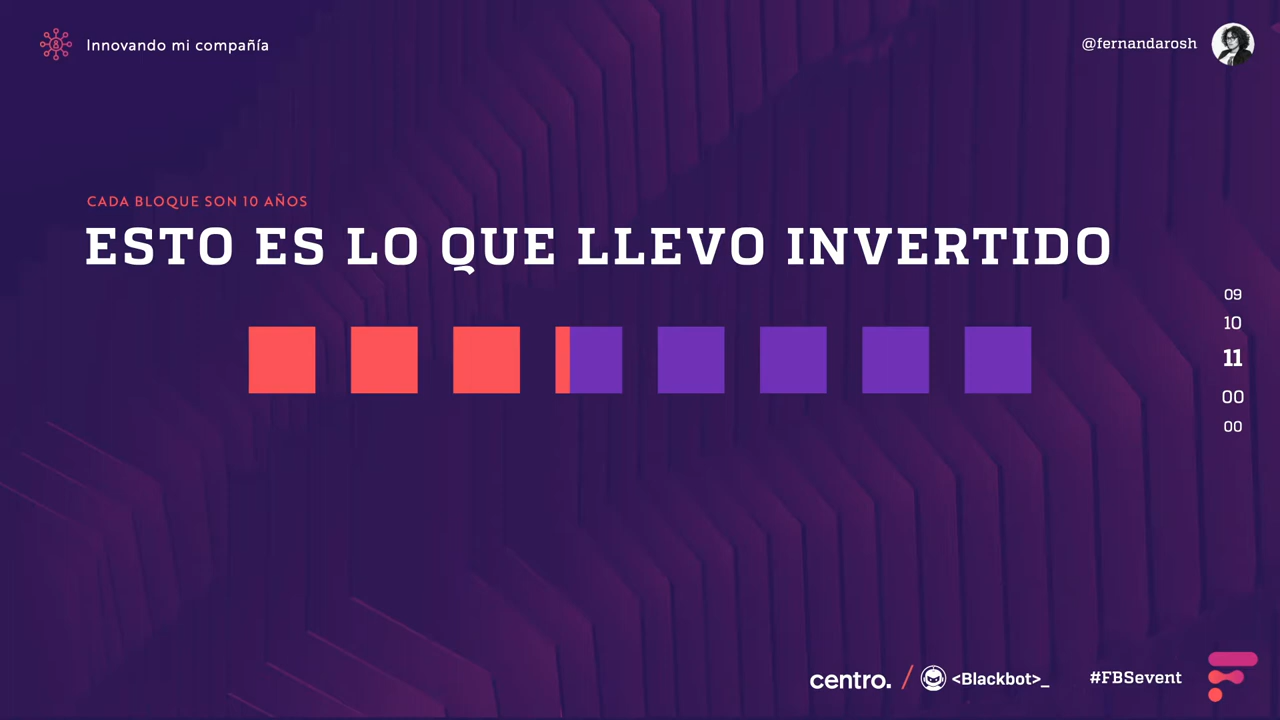 Innovando mi compañía
@fernandarosh
CADA BLOQUE SON 10 AÑOS
ESTO ES LO QUE LLEVO INVERTIDO
09
10
11
00
00
centro. / <Blackbot>_
#FBSevent